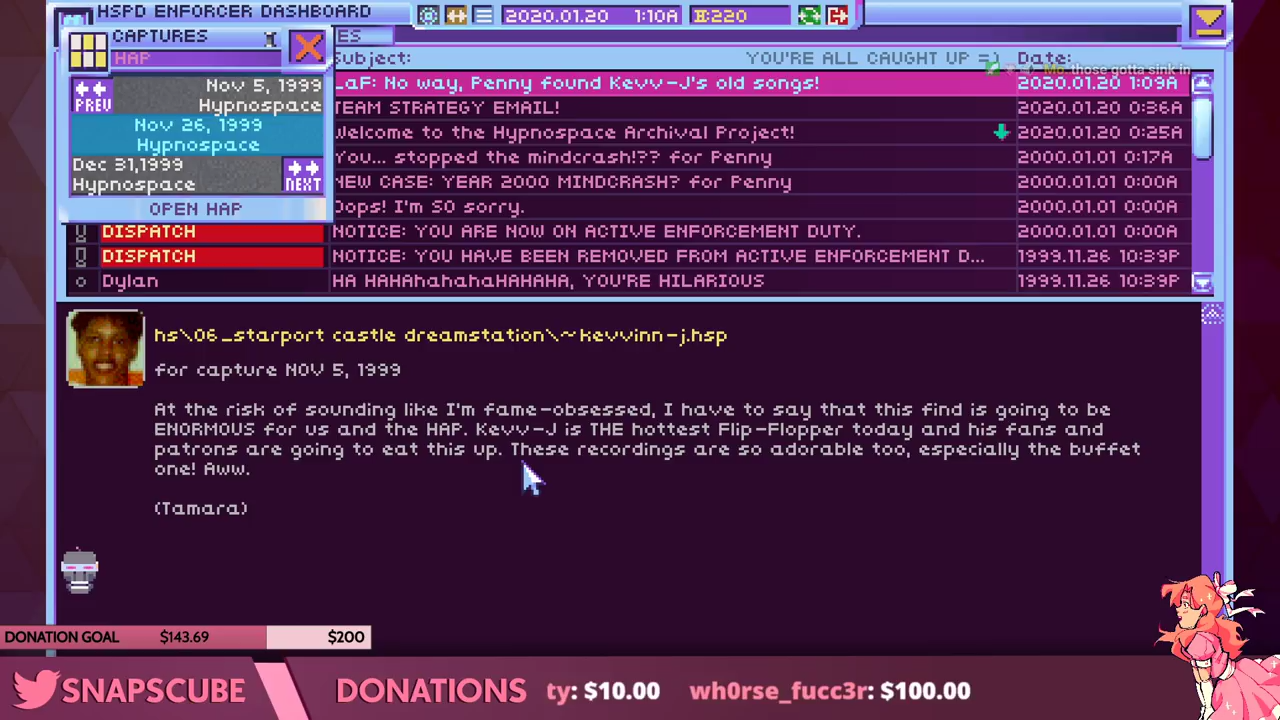 HSPD ENFORCER DASHBOARD
2020.01.20 1:10A
220
CAPTURES
HAP
Nov 5, 1999
Hypnospace
PREV
Nov 26, 1999
Hypnospace
Dec 31,1999
Hypnospace
NEXT
OPEN HAP
ES
Subject:
YOU'RE ALL CAUGHT UP =)
Date:
Mo: those gotta sink in
LaF: No way, Penny found Kevv-J's old songs! 2020.01.20 1:09A
TEAM STRATEGY EMAIL! 2020.01.20 0:36A
Welcome to the Hypnospace Archival Project! 2020.01.20 0:25A
You... stopped the mindcrash!?? for Penny 2000.01.01 0:17A
NEW CASE: YEAR 2000 MINDCRASH? for Penny 2000.01.01 0:00A
Oops! I'm SO sorry. 2000.01.01 0:00A
DISPATCH NOTICE: YOU ARE NOW ON ACTIVE ENFORCEMENT DUTY. 2000.01.01 0:00A
DISPATCH NOTICE: YOU HAVE BEEN REMOVED FROM ACTIVE ENFORCEMENT D... 1999.11.26 10:39P
Dylan HA HAHAhahahaHAHAHA, YOU'RE HILARIOUS 1999.11.26 10:39P
hs\06_starport castle dreamstation\~kevvinn-j.hsp
for capture NOV 5, 1999
At the risk of sounding like I'm fame-obsessed, I have to say that this find is going to be
ENORMOUS for us and the HAP. Kevv-J is THE hottest Flip-Flopper today and his fans and
patrons are going to eat this up. These recordings are so adorable too, especially the buffet
one! Aww.
(Tamara)
DONATION GOAL $143.69 $200
SNAPSCUBE DONATIONS ty: $10.00 wh0rse_fucc3r: $100.00